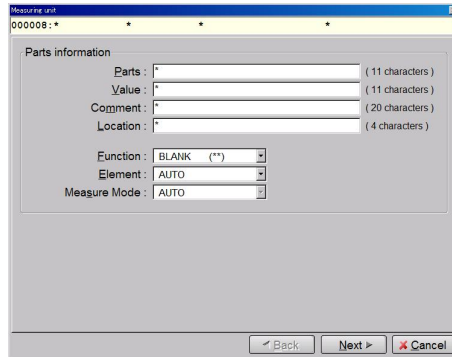 Measuring unit
000008:* * * *
Parts information
Parts : * ( 11 characters )
Value : * ( 11 characters )
Comment : * ( 20 characters )
Location : * ( 4 characters )
Function : BLANK (**)
Element : AUTO
Measure Mode : AUTO
Back Next Cancel